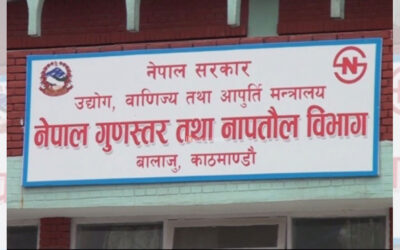 नेपाल सरकार
उद्योग, वाणिज्य तथा आपुर्ति मन्त्रालय
नेपाल गुणस्तर तथा नापतौल विभाग
बालाजु, काठमाण्डौ